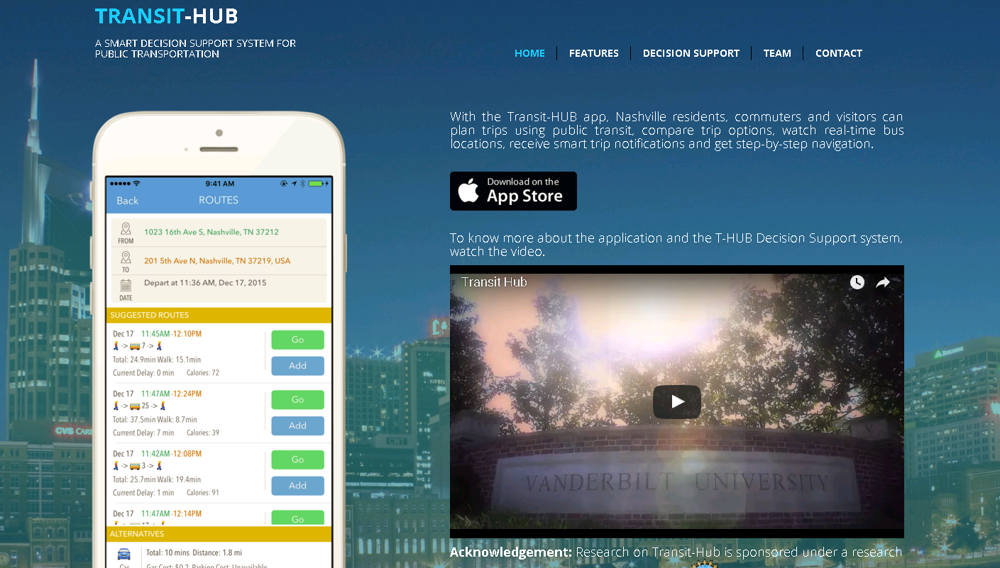 TRANSIT-HUB
A SMART DECISION SUPPORT SYSTEM FOR
PUBLIC TRANSPORTATION
HOME
FEATURES
DECISION SUPPORT
TEAM
CONTACT
9:41 AM
Back
ROUTES
FROM
1023 16th Ave S, Nashville, TN 37212
TO
201 5th Ave N, Nashville, TN 37219, USA
DATE
Depart at 11:36 AM, Dec 17, 2015
SUGGESTED ROUTES
Dec 17 11:45AM-12:10PM
-> 7 ->
Total: 24.9min Walk: 15.1min
Current Delay: 0 min Calories: 72
Go
Add
Dec 17 11:47AM-12:24PM
-> 25 ->
Total: 37.5min Walk: 8.7min
Current Delay: 7 min Calories: 39
Go
Add
Dec 17 11:42AM-12:08PM
-> 3 ->
Total: 25.7min Walk: 19.4min
Current Delay: 1 min Calories: 91
Go
Add
Dec 17 11:47AM-12:14PM
Go
ALTERNATIVES
Total: 10 mins Distance: 1.8 mi
Car
Gas Cost: $0.2 Parking Cost: Unavailable
With the Transit-HUB app, Nashville residents, commuters and visitors can
plan trips using public transit, compare trip options, watch real-time bus
locations, receive smart trip notifications and get step-by-step navigation.
Download on the
App Store
To know more about the application and the T-HUB Decision Support system,
watch the video.
Transit Hub
VANDERBILT UNIVERSITY
Acknowledgement: Research on Transit-Hub is sponsored under a research
CVS CARE
CMT